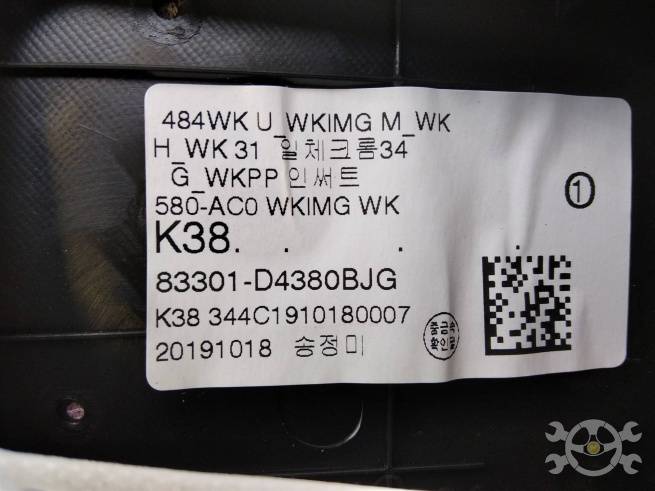 484WK U_WKIMG M_WK
H_WK 31 일체크롬34
G_WKPP 인써트
580-AC0 WKIMG WK
①
K38. . .
83301-D4380BJG
K38 344C1910180007
20191018 송정미